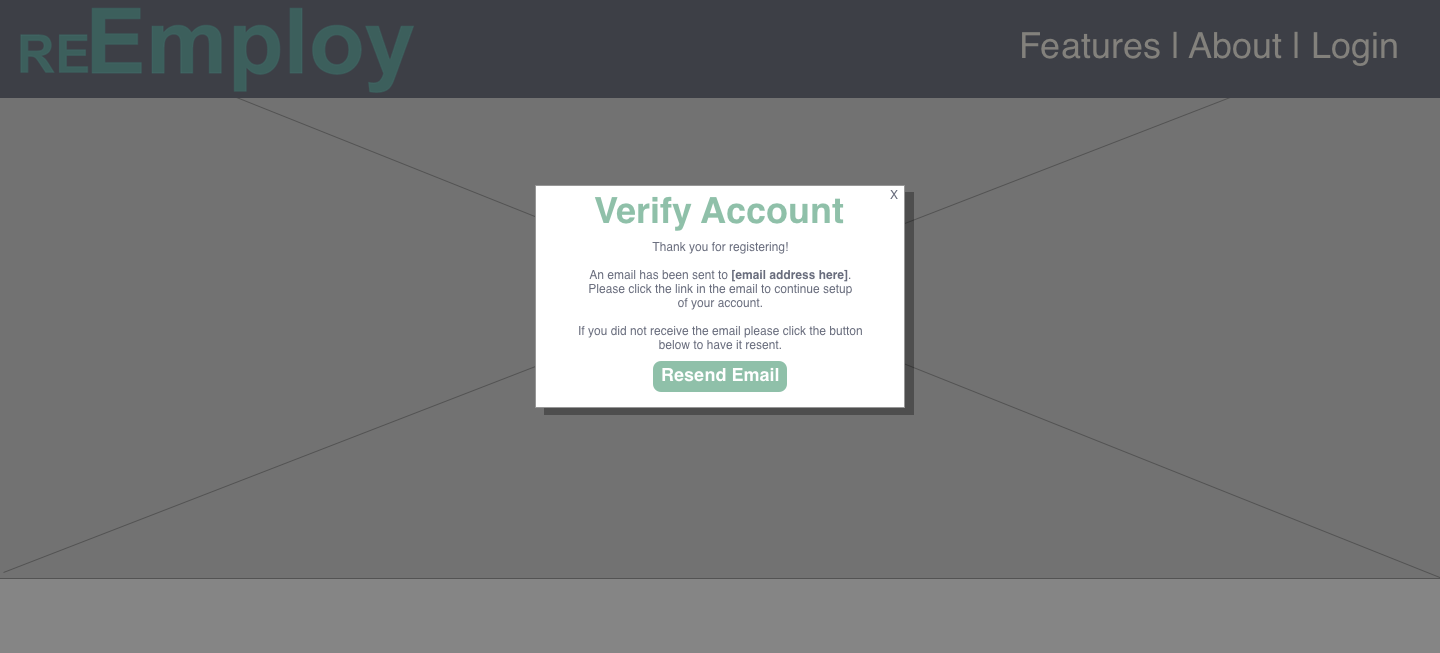 REEmploy
Features | About | Login
X
Verify Account
Thank you for registering!
An email has been sent to [email address here].
Please click the link in the email to continue setup
of your account.
If you did not receive the email please click the button
below to have it resent.
Resend Email